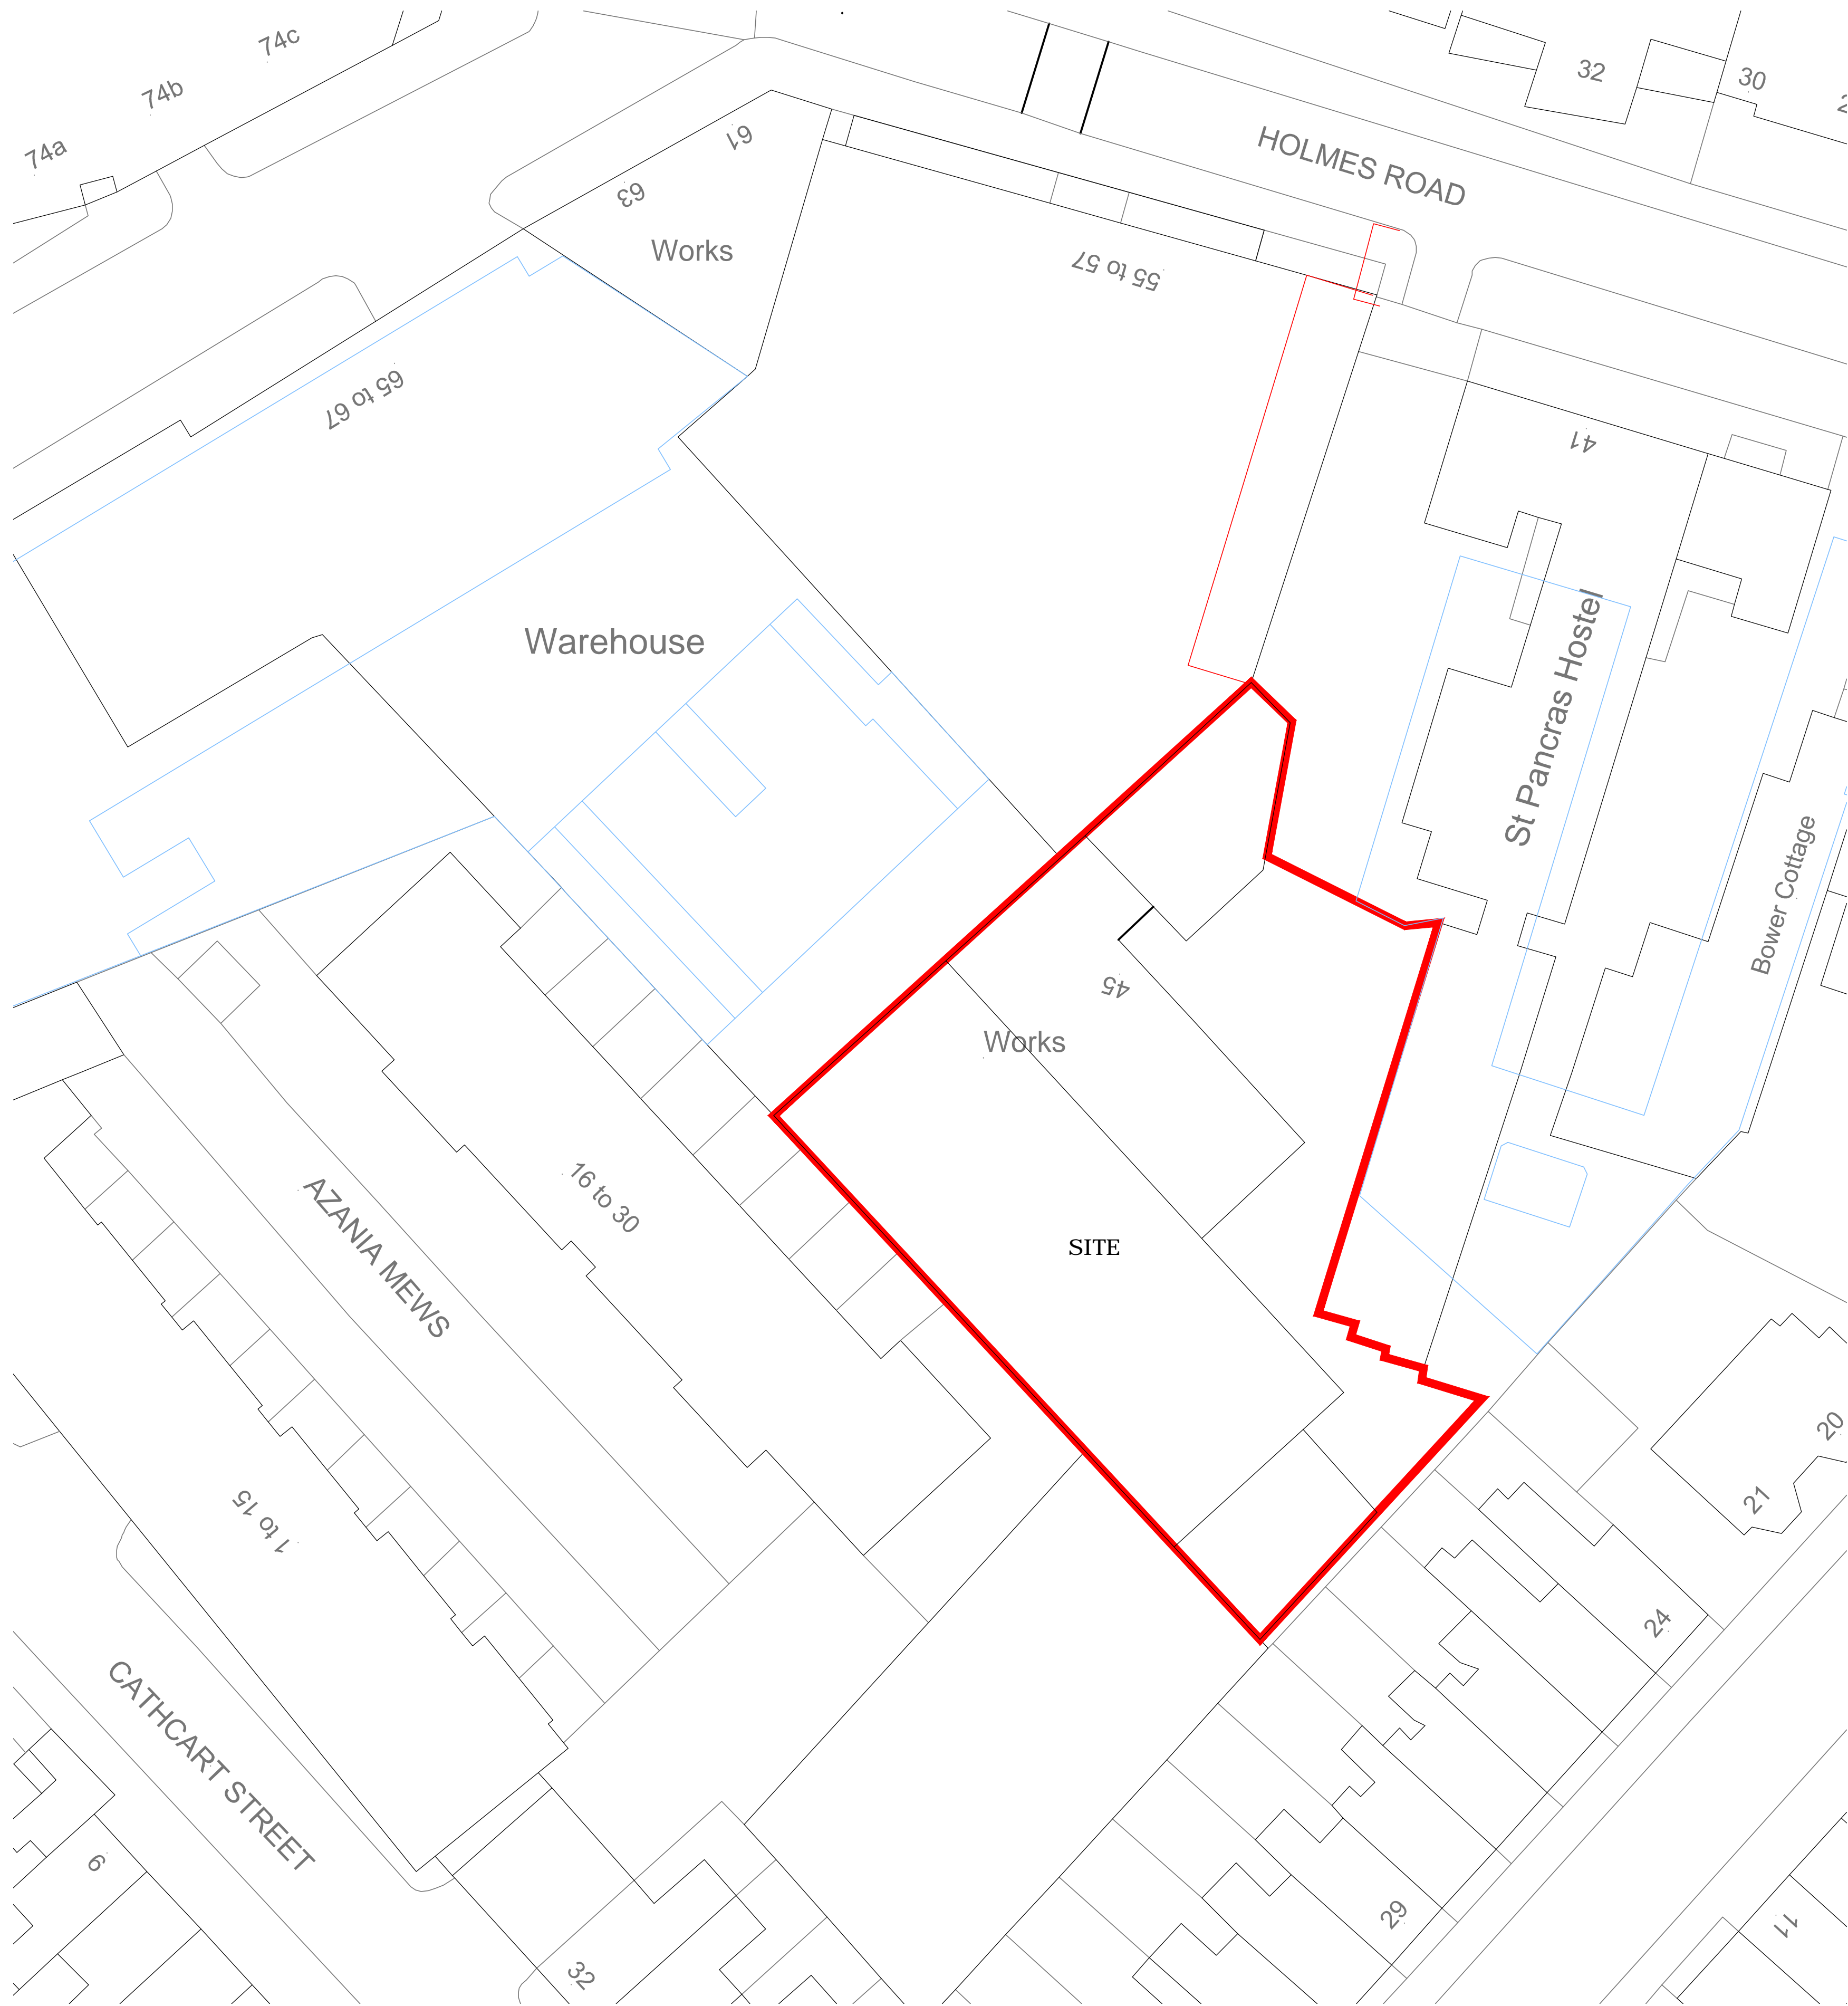 74c
74b
74a
32
30
HOLMES ROAD
61
63
Works
55 to 57
65 to 67
41
Warehouse
St Pancras Hostel
Bower Cottage
45
Works
16 to 30
AZANIA MEWS
SITE
1 to 15
20
21
24
CATHCART STREET
6
29
11
32